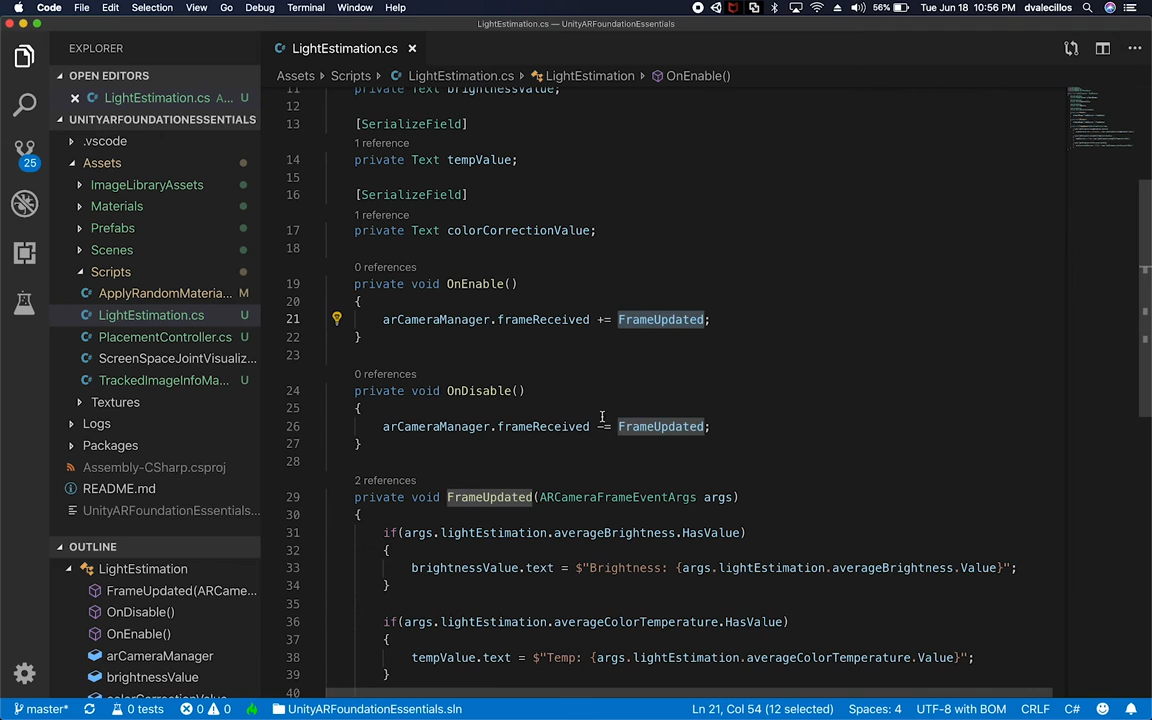 Code File Edit Selection View Go Debug Terminal Window Help 56% Tue Jun 18 10:56 PM dvalecillos
LightEstimation.cs — UnityARFoundationEssentials
EXPLORER
OPEN EDITORS
LightEstimation.cs A... U
UNITYARFOUNDATIONESSENTIALS
.vscode
Assets
ImageLibraryAssets
Materials
Prefabs
Scenes
Scripts
ApplyRandomMateria... M
LightEstimation.cs U
PlacementController.cs U
ScreenSpaceJointVisualiz...
TrackedImageInfoMa... U
Textures
Logs
Packages
Assembly-CSharp.csproj
README.md
UnityARFoundationEssentials...
25
OUTLINE
LightEstimation
FrameUpdated(ARCame...
OnDisable()
OnEnable()
arCameraManager
brightnessValue
colorCorrectionValue
LightEstimation.cs
Assets Scripts LightEstimation.cs LightEstimation OnEnable()
11 private Text brightnessValue;
12
13 [SerializeField]
1 reference
14 private Text tempValue;
15
16 [SerializeField]
1 reference
17 private Text colorCorrectionValue;
18
0 references
19 private void OnEnable()
20 {
21 arCameraManager.frameReceived += FrameUpdated;
22 }
23
0 references
24 private void OnDisable()
25 {
26 arCameraManager.frameReceived -= FrameUpdated;
27 }
28
2 references
29 private void FrameUpdated(ARCameraFrameEventArgs args)
30 {
31 if(args.lightEstimation.averageBrightness.HasValue)
32 {
33 brightnessValue.text = $"Brightness: {args.lightEstimation.averageBrightness.Value}";
34 }
35
36 if(args.lightEstimation.averageColorTemperature.HasValue)
37 {
38 tempValue.text = $"Temp: {args.lightEstimation.averageColorTemperature.Value}";
39 }
40
master* 0 tests 0 0 UnityARFoundationEssentials.sln Ln 21, Col 54 (12 selected) Spaces: 4 UTF-8 with BOM CRLF C#